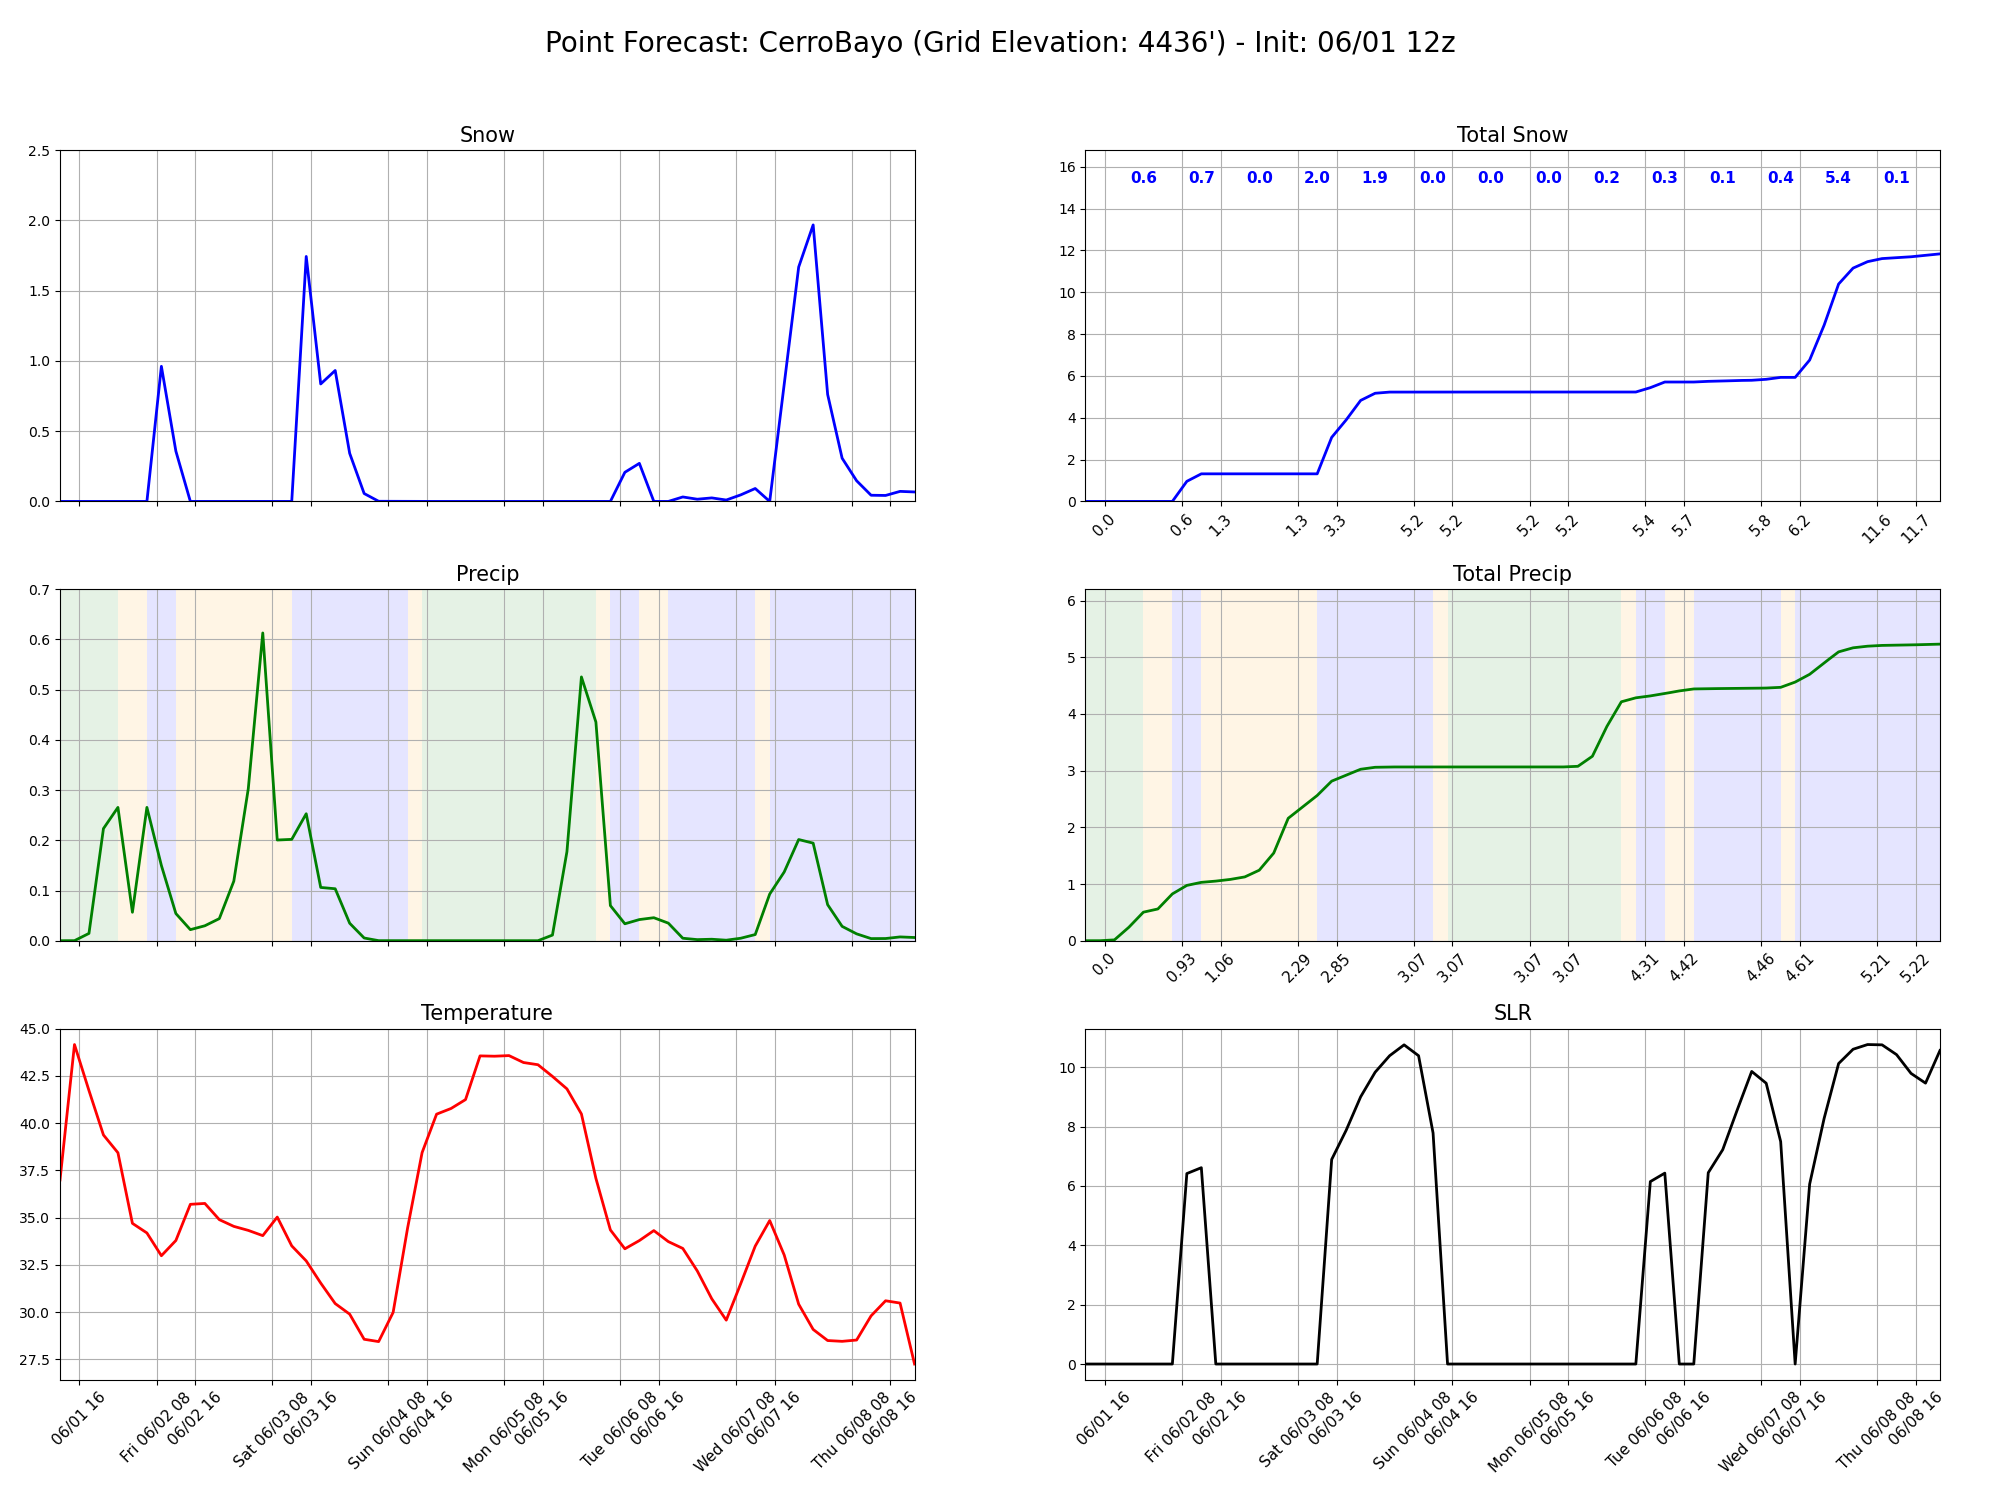 Point Forecast: CerroBayo (Grid Elevation: 4436') - Init: 06/01 12z
Snow
2.5
2.0
1.5
1.0
0.5
0.0
Total Snow
16
14
12
10
8
6
4
2
0
0.6 0.7 0.0 2.0 1.9 0.0 0.0 0.0 0.2 0.3 0.1 0.4 5.4 0.1
0.0 0.6 1.3 1.3 3.3 5.2 5.2 5.2 5.2 5.4 5.7 5.8 6.2 11.6 11.7
Precip
0.7
0.6
0.5
0.4
0.3
0.2
0.1
0.0
Total Precip
6
5
4
3
2
1
0
0.0 0.93 1.06 2.29 2.85 3.07 3.07 3.07 3.07 4.31 4.42 4.46 4.61 5.21 5.22
Temperature
45.0
42.5
40.0
37.5
35.0
32.5
30.0
27.5
06/01 16
Fri 06/02 08
06/02 16
Sat 06/03 08
06/03 16
Sun 06/04 08
06/04 16
Mon 06/05 08
06/05 16
Tue 06/06 08
06/06 16
Wed 06/07 08
06/07 16
Thu 06/08 08
06/08 16
SLR
10
8
6
4
2
0
06/01 16
Fri 06/02 08
06/02 16
Sat 06/03 08
06/03 16
Sun 06/04 08
06/04 16
Mon 06/05 08
06/05 16
Tue 06/06 08
06/06 16
Wed 06/07 08
06/07 16
Thu 06/08 08
06/08 16